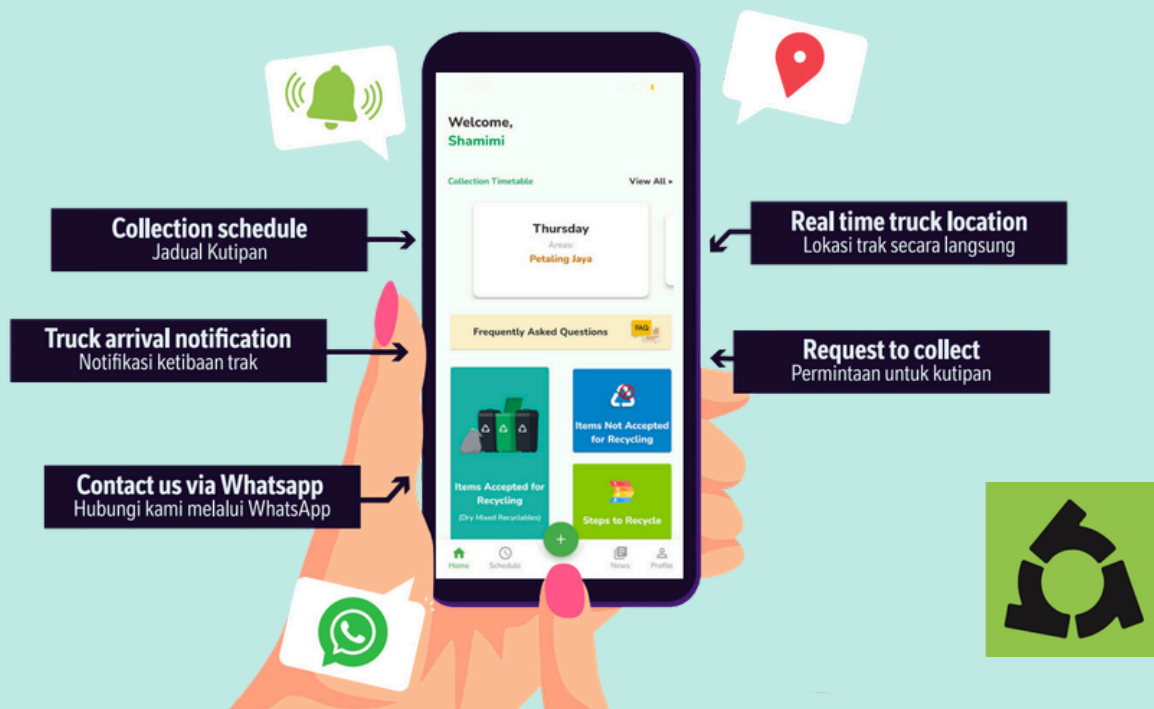 Welcome,
Shamimi
Collection Timetable
View All ▸
Thursday
Areas:
Petaling Jaya
Frequently Asked Questions
FAQ
Items Accepted for
Recycling
(Dry Mixed Recyclables)
Items Not Accepted
for Recycling
Steps to Recycle
+
Home
Schedule
News
Profile
Collection schedule
Jadual Kutipan
Truck arrival notification
Notifikasi ketibaan trak
Contact us via Whatsapp
Hubungi kami melalui WhatsApp
Real time truck location
Lokasi trak secara langsung
Request to collect
Permintaan untuk kutipan